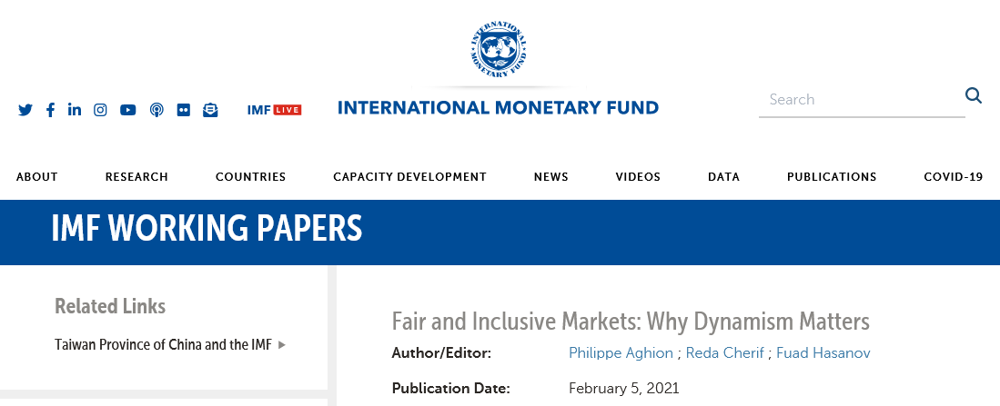 INTERNATIONAL MONETARY FUND
IMF LIVE
INTERNATIONAL MONETARY FUND
Search
ABOUT RESEARCH COUNTRIES CAPACITY DEVELOPMENT NEWS VIDEOS DATA PUBLICATIONS COVID-19
IMF WORKING PAPERS
Related Links
Taiwan Province of China and the IMF
Fair and Inclusive Markets: Why Dynamism Matters
Author/Editor: Philippe Aghion ; Reda Cherif ; Fuad Hasanov
Publication Date: February 5, 2021